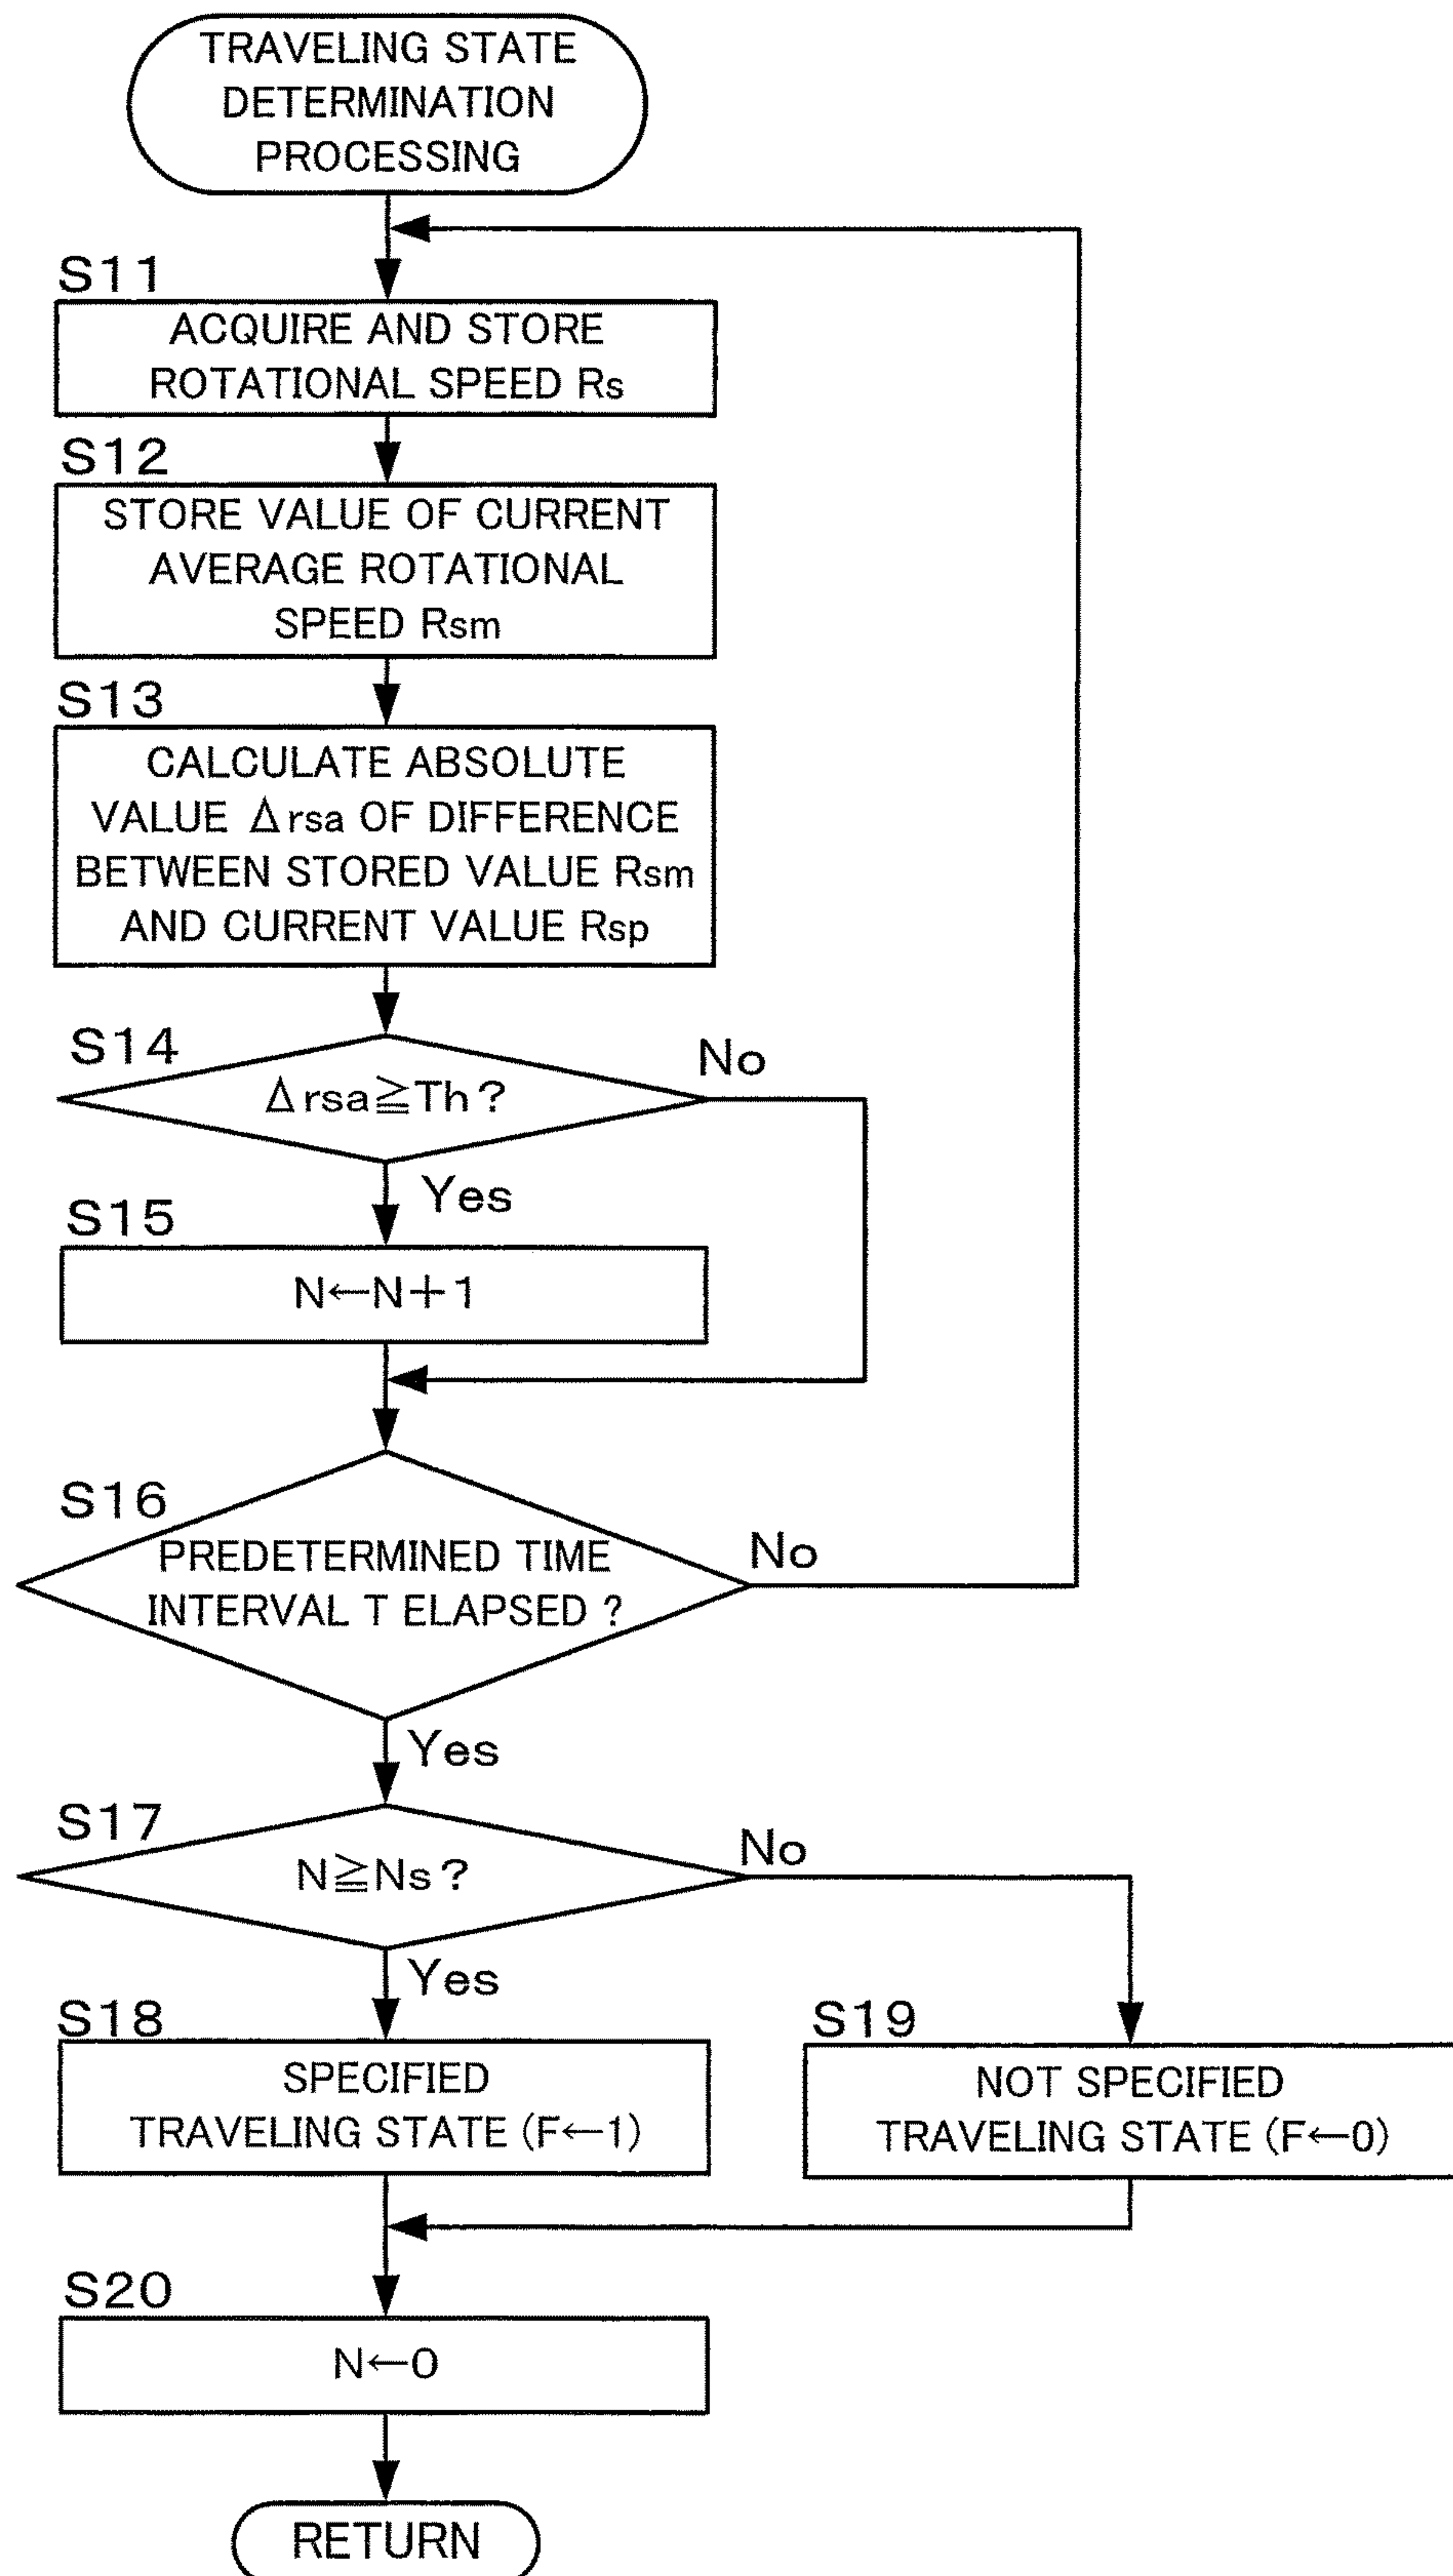 TRAVELING STATE
DETERMINATION
PROCESSING
S11
ACQUIRE AND STORE
ROTATIONAL SPEED Rs
S12
STORE VALUE OF CURRENT
AVERAGE ROTATIONAL
SPEED Rsm
S13
CALCULATE ABSOLUTE
VALUE Δrsa OF DIFFERENCE
BETWEEN STORED VALUE Rsm
AND CURRENT VALUE Rsp
S14
No
Δrsa≧Th?
Yes
S15
N←N+1
S16
No
PREDETERMINED TIME
INTERVAL T ELAPSED?
Yes
S17
No
N≧Ns?
Yes
S18
SPECIFIED
TRAVELING STATE (F←1)
S19
NOT SPECIFIED
TRAVELING STATE (F←0)
S20
N←0
RETURN